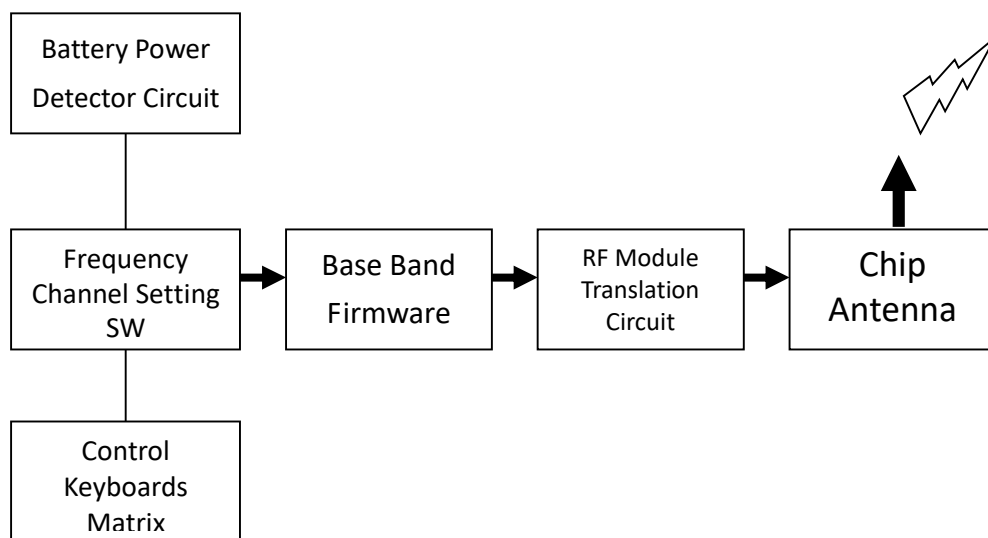 Battery Power
Detector Circuit
Frequency
Channel Setting
SW
Base Band
Firmware
RF Module
Translation
Circuit
Chip
Antenna
Control
Keyboards
Matrix